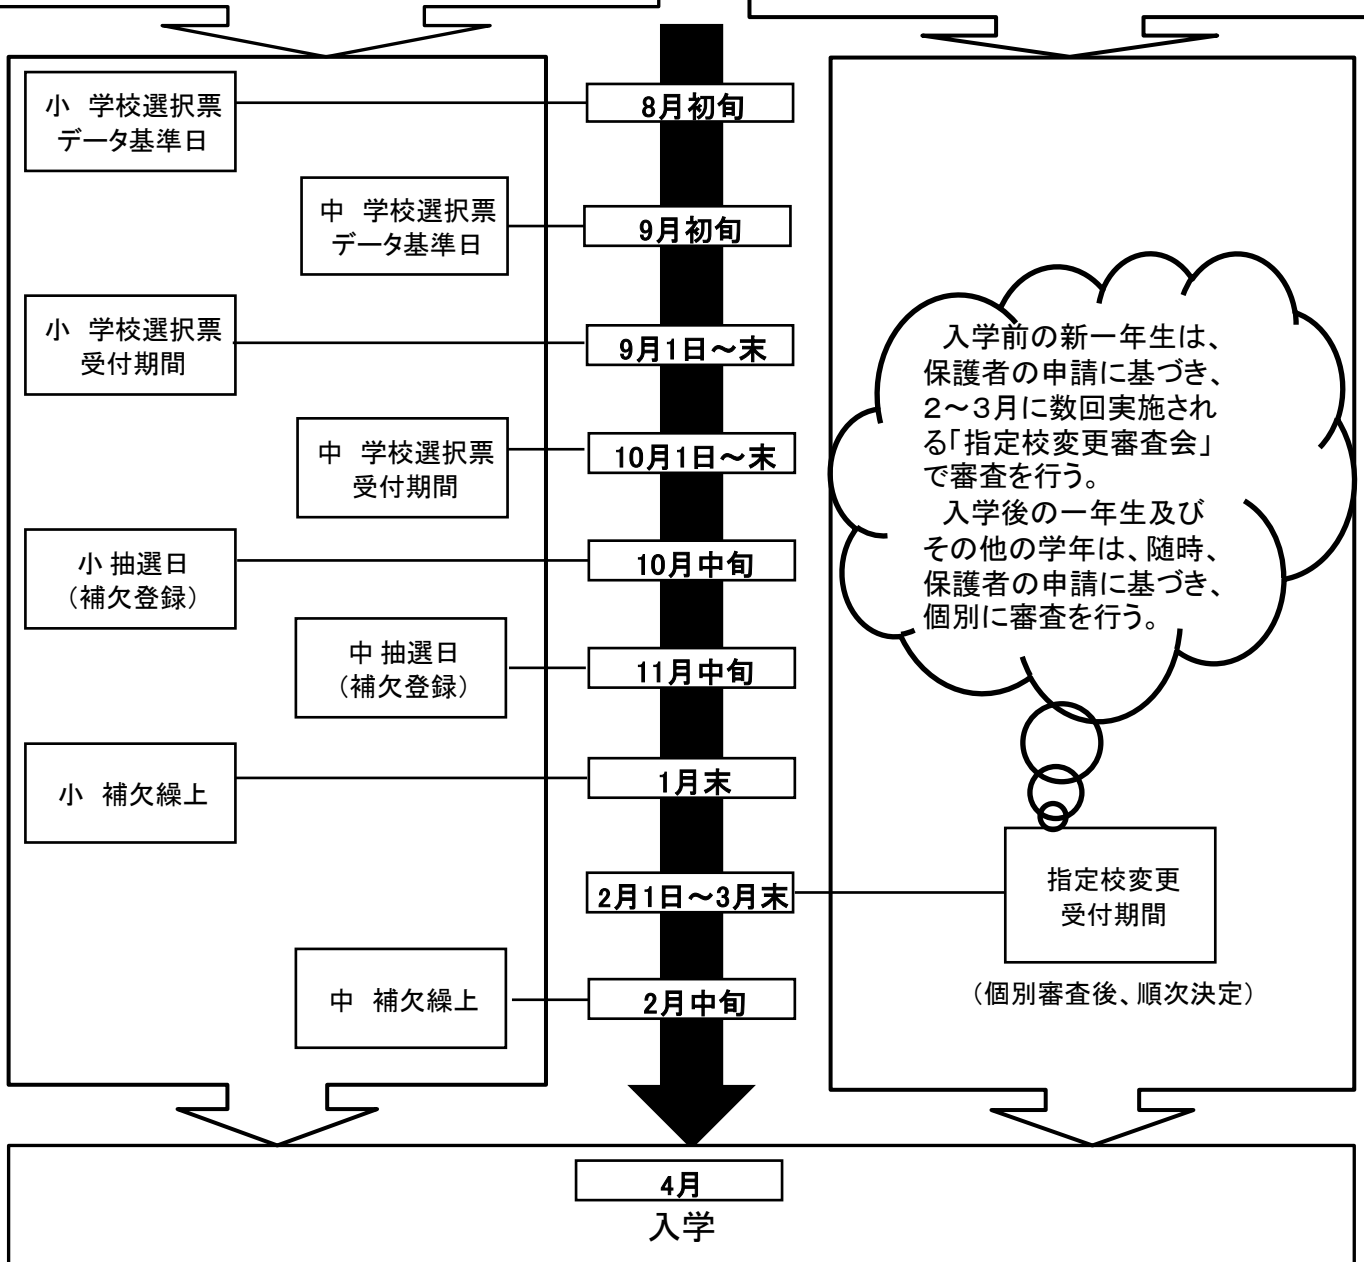 小　学校選択票
データ基準日
8月初旬
中　学校選択票
データ基準日
9月初旬
小　学校選択票
受付期間
9月1日～末
中　学校選択票
受付期間
10月1日～末
小 抽選日
（補欠登録）
10月中旬
中 抽選日
（補欠登録）
11月中旬
小　補欠繰上
1月末
2月1日～3月末
中　補欠繰上
2月中旬
　入学前の新一年生は、
保護者の申請に基づき、
２～３月に数回実施され
る「指定校変更審査会」
で審査を行う。
　入学後の一年生及び
その他の学年は、随時、
保護者の申請に基づき、
個別に審査を行う。
指定校変更
受付期間
（個別審査後、順次決定）
4月
入学